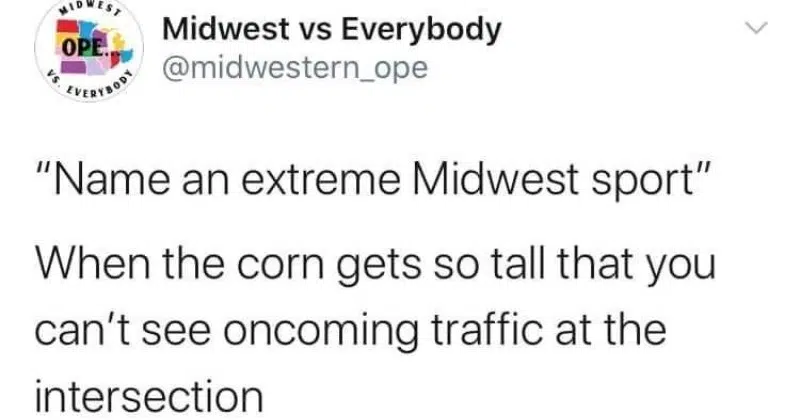 MIDWEST
OPE...
VS. EVERYBODY
Midwest vs Everybody
@midwestern_ope
"Name an extreme Midwest sport"
When the corn gets so tall that you
can't see oncoming traffic at the
intersection